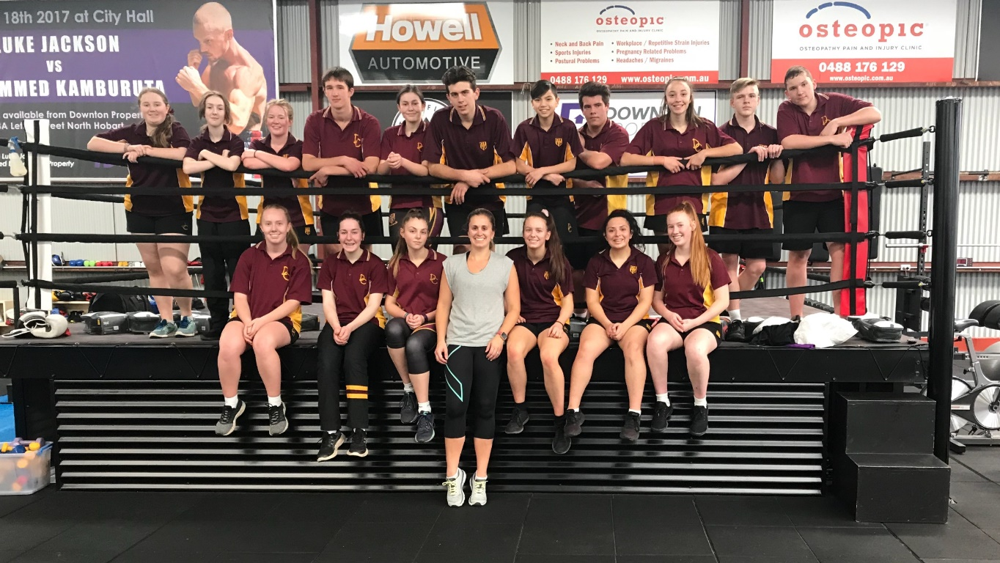 18th 2017 at City Hall
LUKE JACKSON
VS
MMED KAMBURUTA
available from Downton Property
Street North Hobart
Property
Howell
AUTOMOTIVE
osteopic
OSTEOPATHY PAIN AND INJURY CLINIC
• Neck and Back Pain
• Sports Injuries
• Postural Problems
• Workplace / Repetitive Strain Injuries
• Pregnancy Related Problems
• Headaches / Migraines
0488 176 129 www.osteopic.com.au
osteopic
OSTEOPATHY PAIN AND INJURY CLINIC
0488 176 129
www.osteopic.com.au